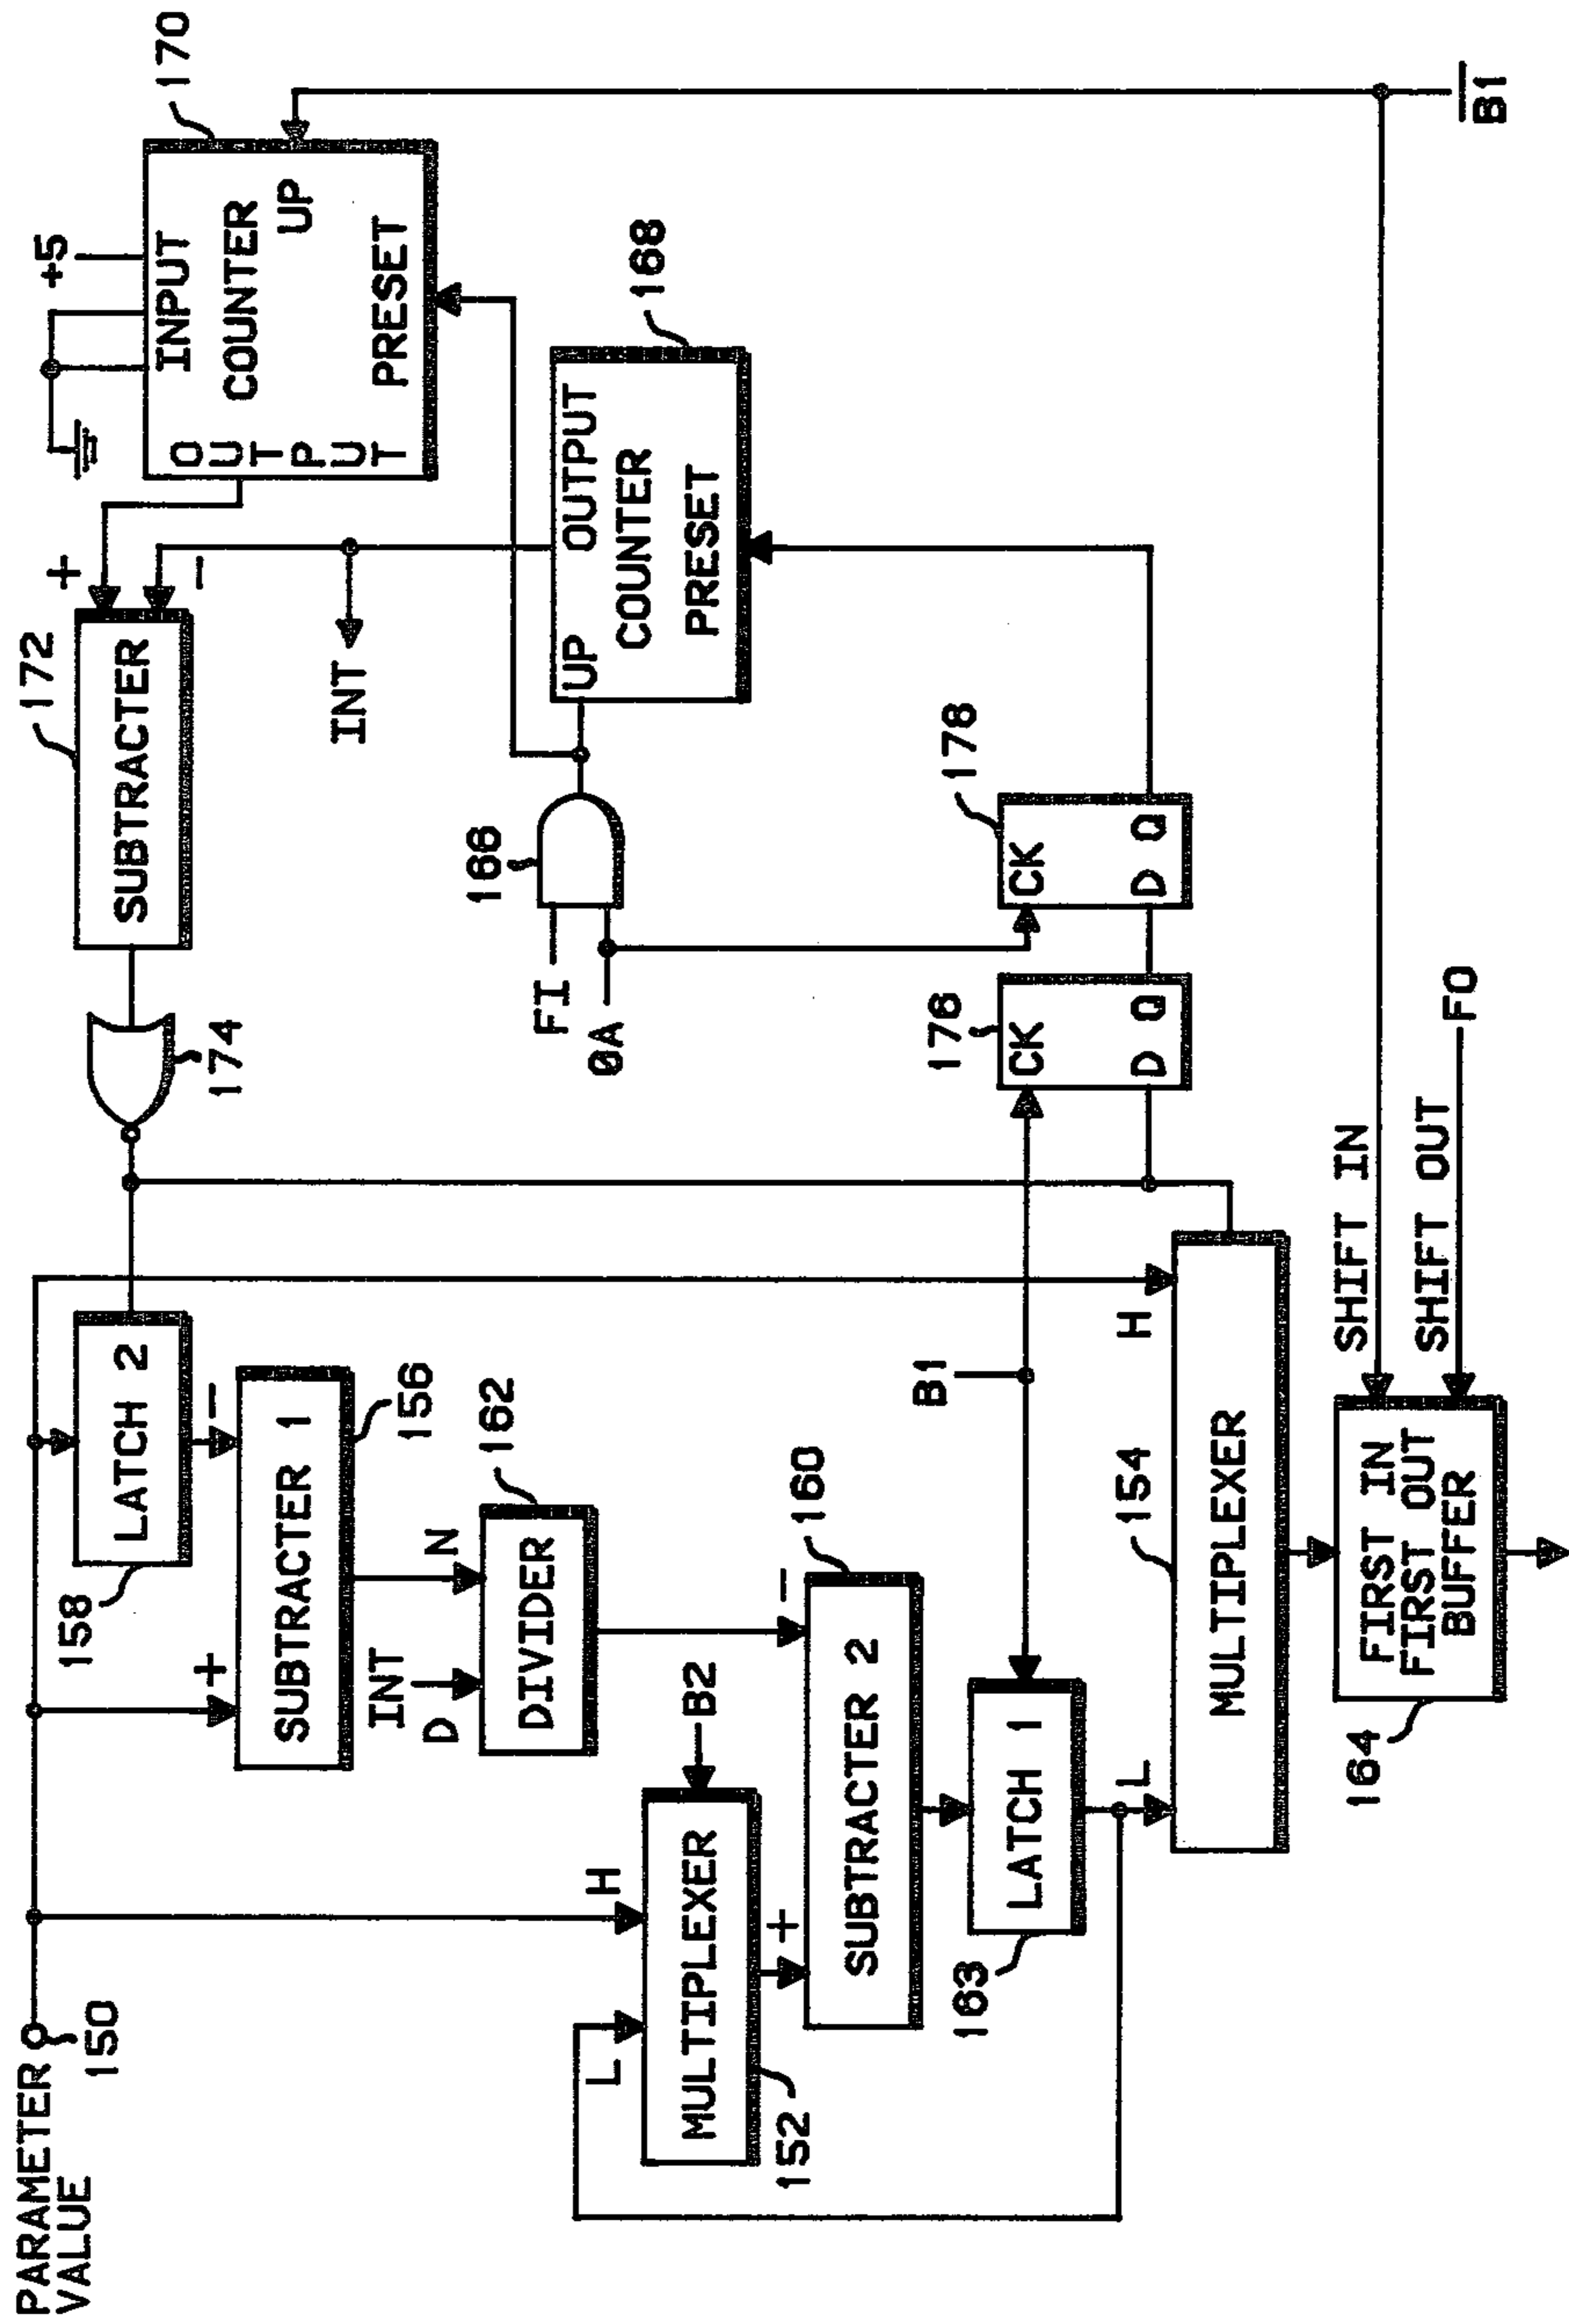 PARAMETER
VALUE
150
158
LATCH 2
+
-
SUBTRACTER 1
156
INT
D
N
162
DIVIDER
L
H
MULTIPLEXER
152
B2
+
-
160
SUBTRACTER 2
163
LATCH 1
B1
L
H
154
MULTIPLEXER
164
FIRST IN
FIRST OUT
BUFFER
SHIFT IN
SHIFT OUT
FO
174
172
SUBTRACTER
+
-
INT
FI
0A
166
UP
OUTPUT
COUNTER
PRESET
168
176
CK
D Q
178
CK
D Q
+5
INPUT
OUTPUT
COUNTER
UP
PRESET
170
B1